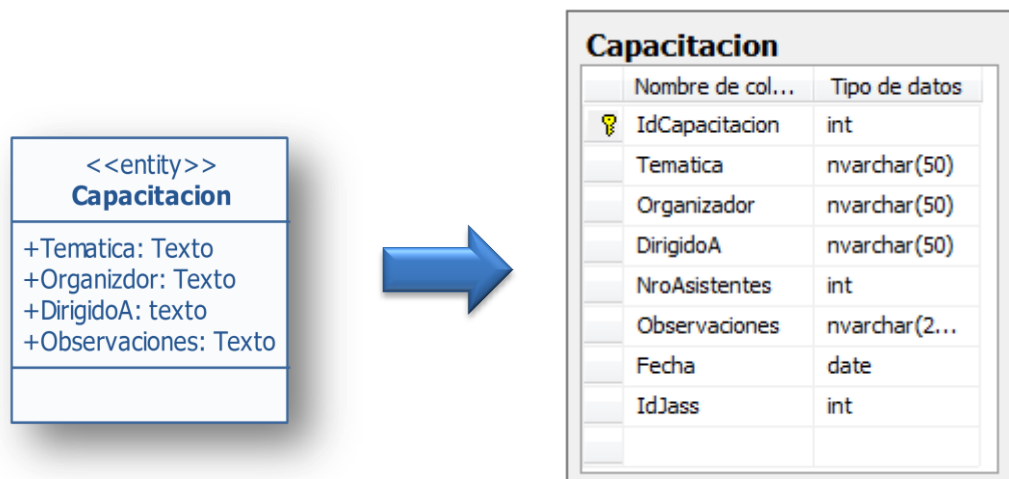 <<entity>>
Capacitacion
+Tematica: Texto
+Organizdor: Texto
+DirigidoA: texto
+Observaciones: Texto
Capacitacion
Nombre de col... Tipo de datos
IdCapacitacion int
Tematica nvarchar(50)
Organizador nvarchar(50)
DirigidoA nvarchar(50)
NroAsistentes int
Observaciones nvarchar(2...
Fecha date
IdJass int